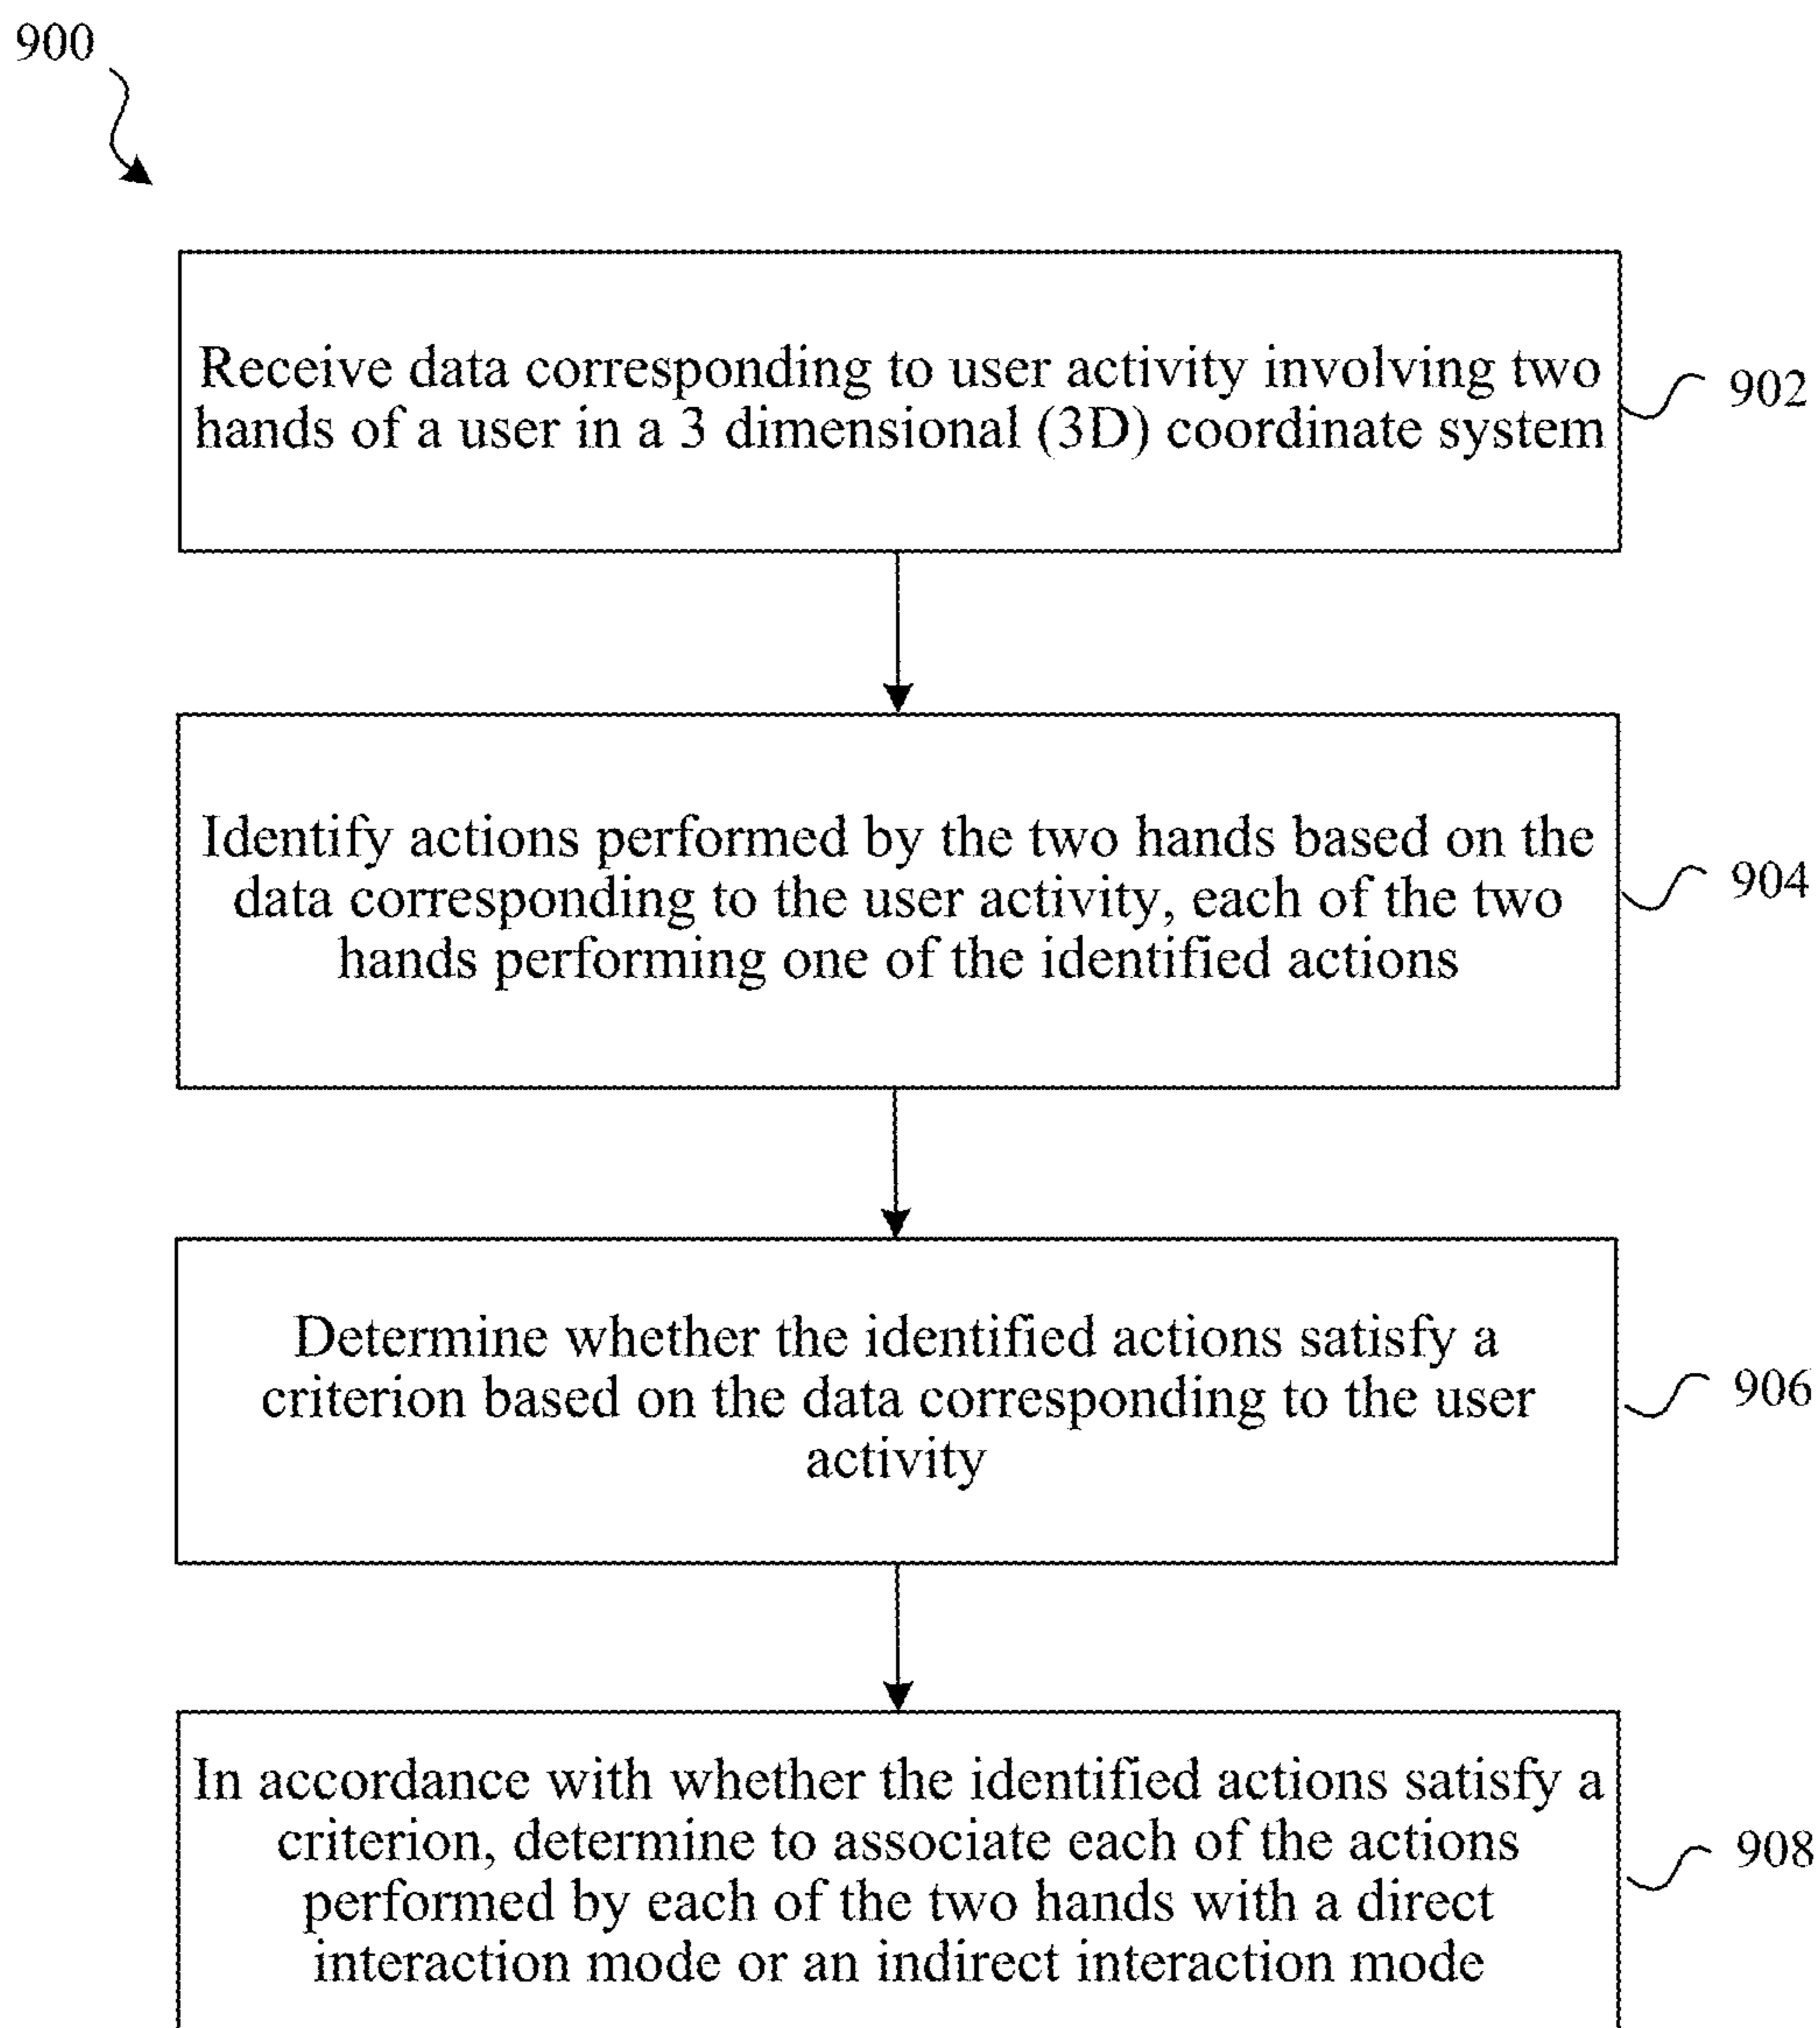 900
Receive data corresponding to user activity involving two
hands of a user in a 3 dimensional (3D) coordinate system
902
Identify actions performed by the two hands based on the
data corresponding to the user activity, each of the two
hands performing one of the identified actions
904
Determine whether the identified actions satisfy a
criterion based on the data corresponding to the user
activity
906
In accordance with whether the identified actions satisfy a
criterion, determine to associate each of the actions
performed by each of the two hands with a direct
interaction mode or an indirect interaction mode
908